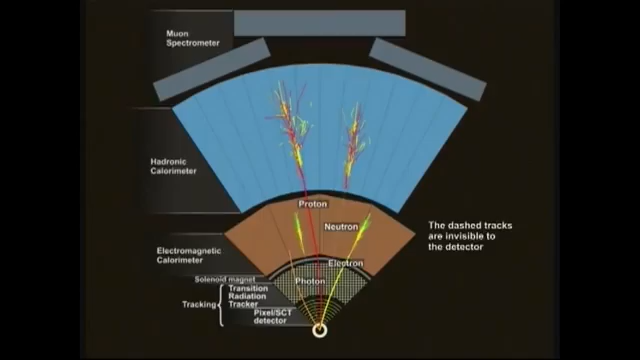 Muon
Spectrometer
Hadronic
Calorimeter
Proton
Neutron
The dashed tracks
are invisible to
the detector
Electromagnetic
Calorimeter
Electron
Solenoid magnet
Photon
Tracking
Transition
Radiation
Tracker
Pixel/SCT
detector